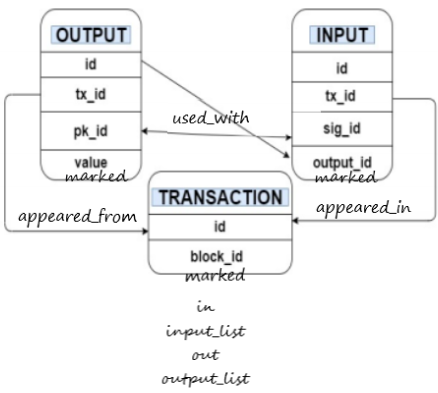 OUTPUT
id
tx_id
pk_id
value
marked
INPUT
id
tx_id
sig_id
output_id
marked
used_with
appeared_from
appeared_in
TRANSACTION
id
block_id
marked
in
input_list
out
output_list